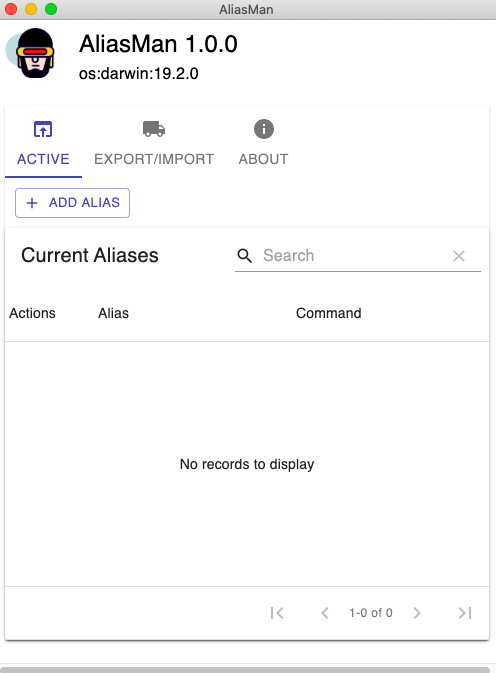 AliasMan
AliasMan 1.0.0
os:darwin:19.2.0
ACTIVE EXPORT/IMPORT ABOUT
ADD ALIAS
Current Aliases Search
Actions Alias Command
No records to display
1-0 of 0